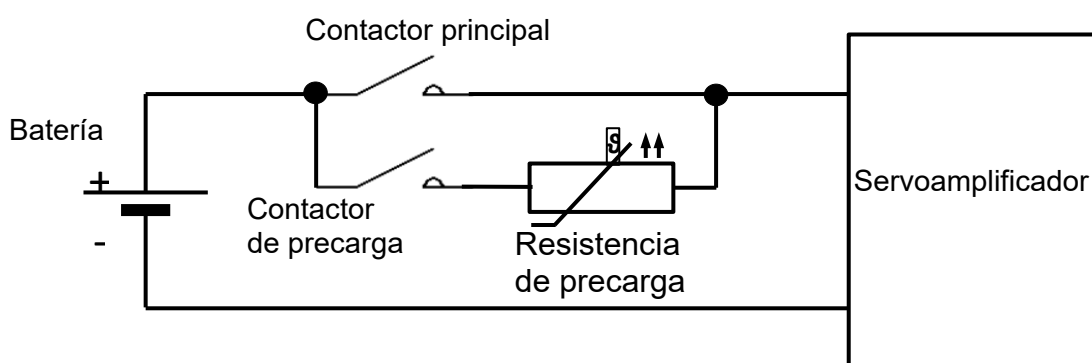 Contactor principal
Batería
+
-
Contactor
de precarga
ϑ
Resistencia
de precarga
Servoamplificador